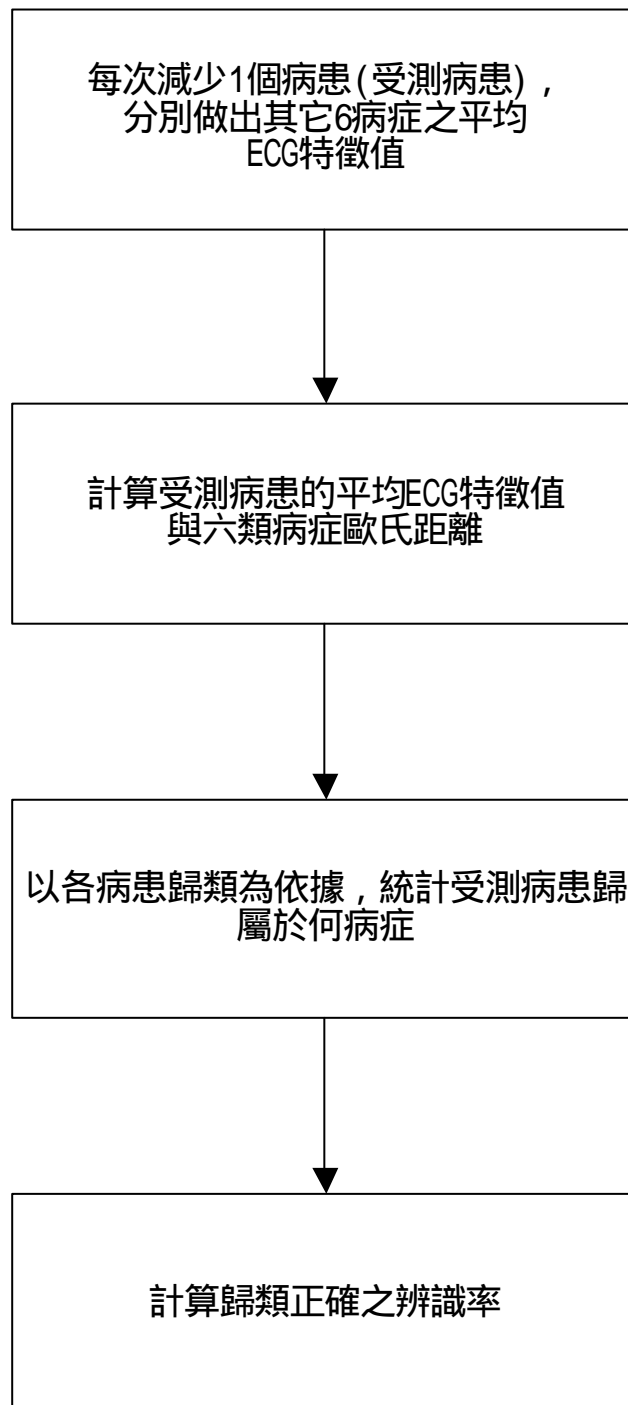 每次減少1個病患(受測病患)，
分別做出其它6病症之平均
ECG特徵值
計算受測病患的平均ECG特徵值
與六類病症歐氏距離
以各病患歸類為依據，統計受測病患歸
屬於何病症
計算歸類正確之辨識率